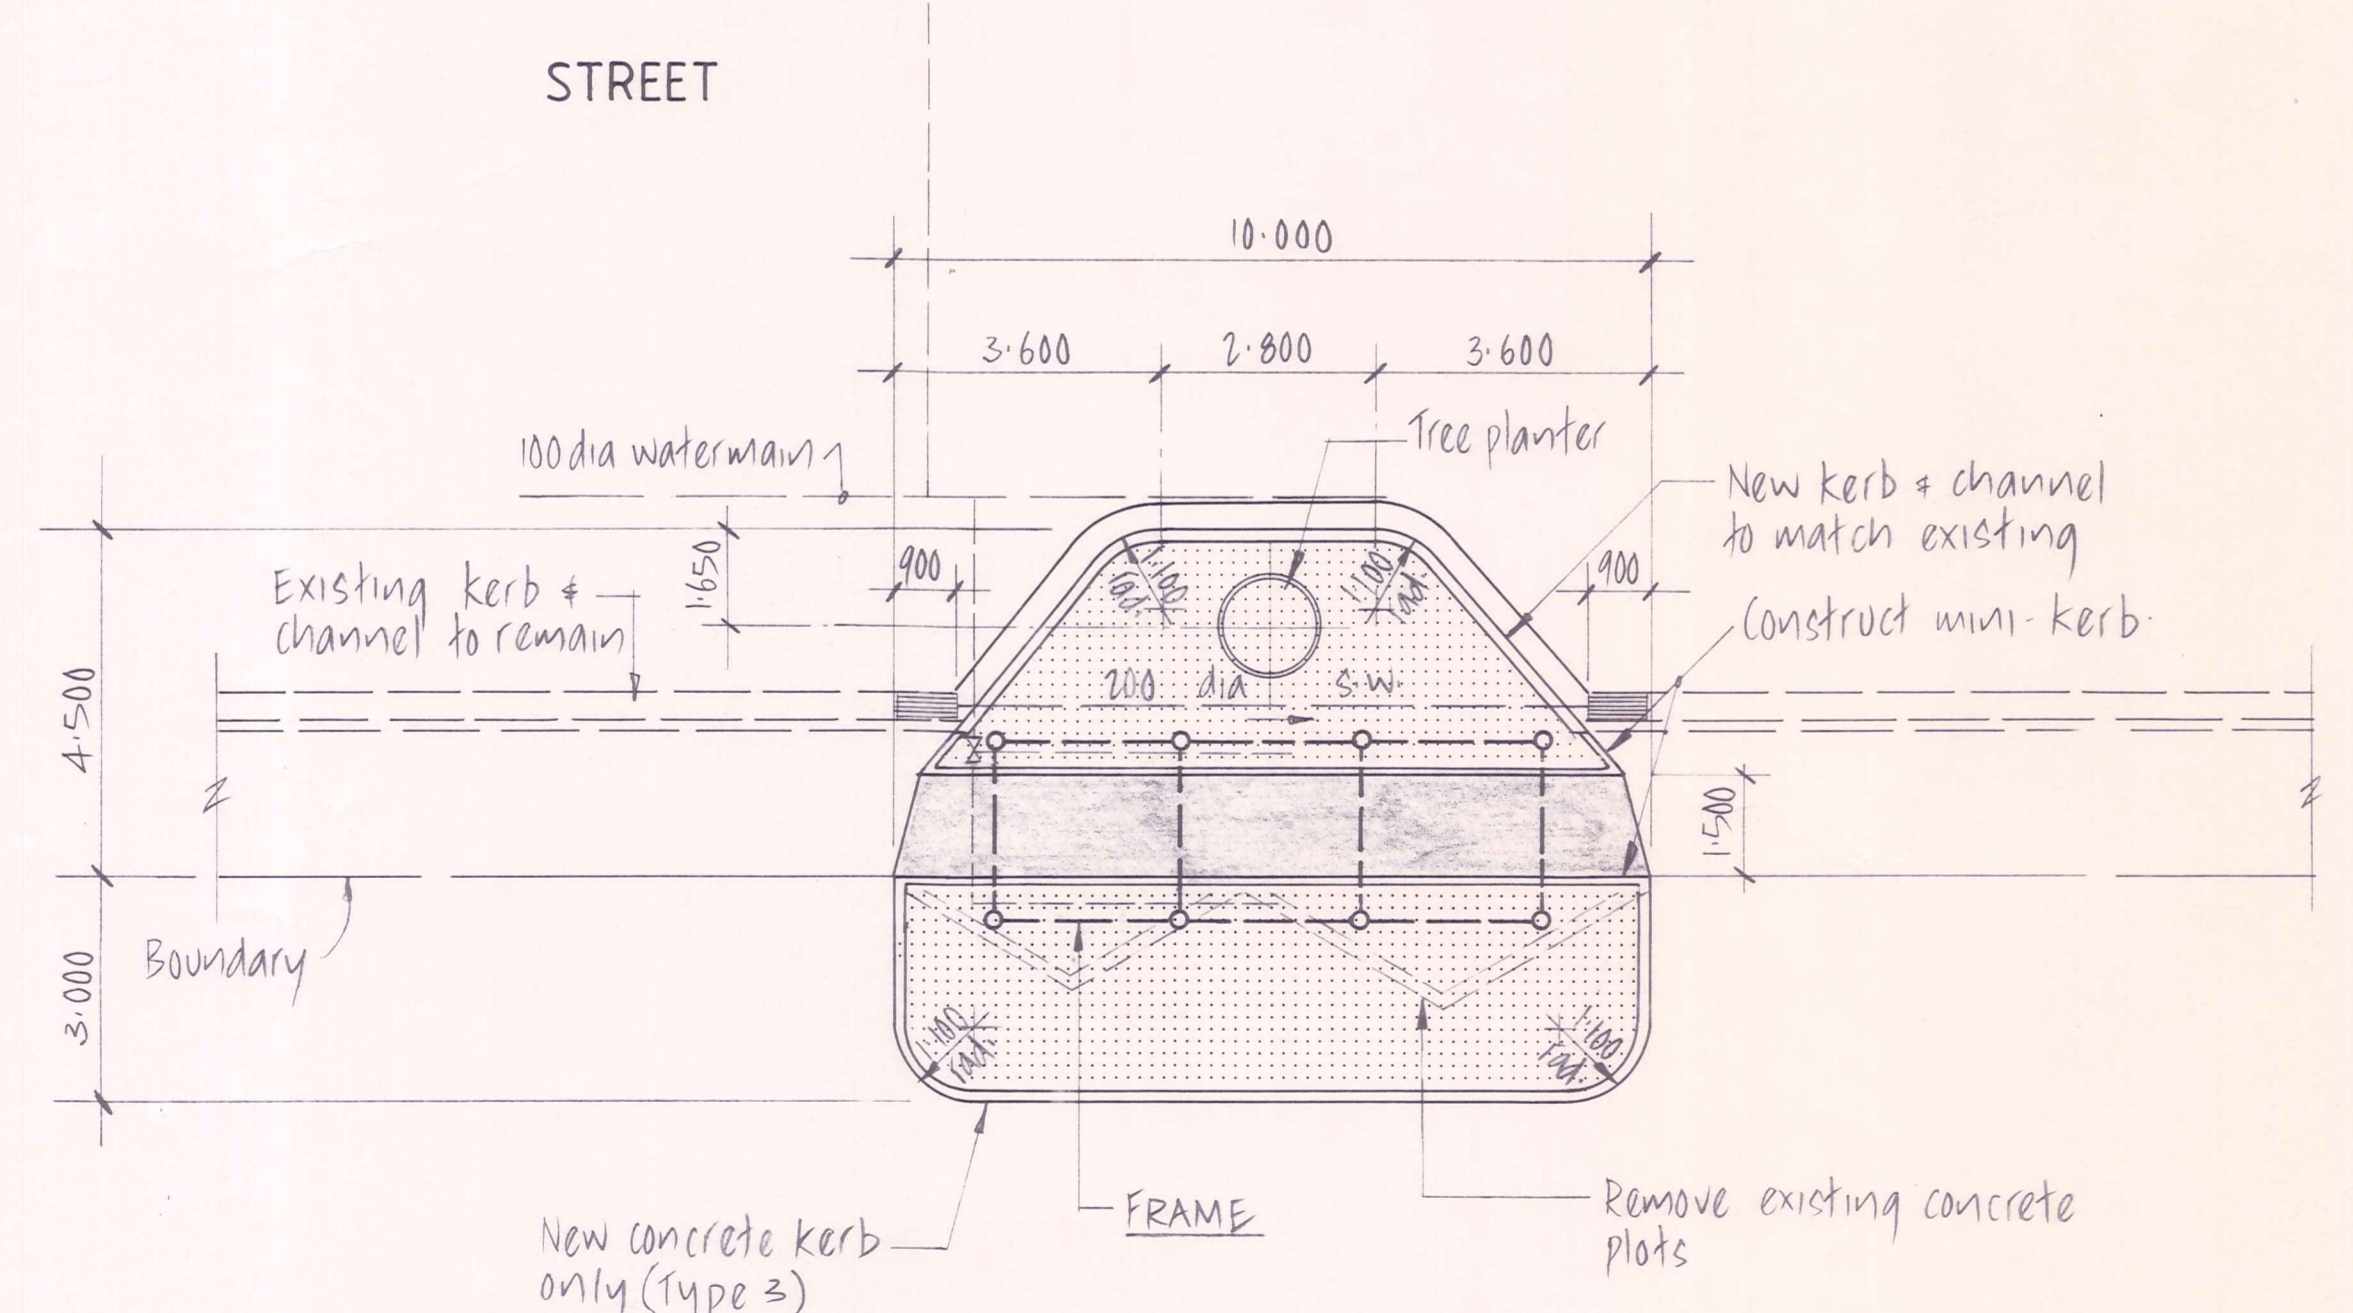 STREET
10.000
3.600
2.800
3.600
100 dia watermain
Tree planter
New kerb & channel
to match existing
1.650
900
1.100
rad.
1.100
rad.
900
Existing kerb &
channel to remain
Construct mini-kerb.
200 dia s.w.
4.500
1.500
Boundary
3.000
1.100
rad.
1.100
rad.
FRAME
Remove existing concrete
plots
New concrete kerb
only (Type 3)